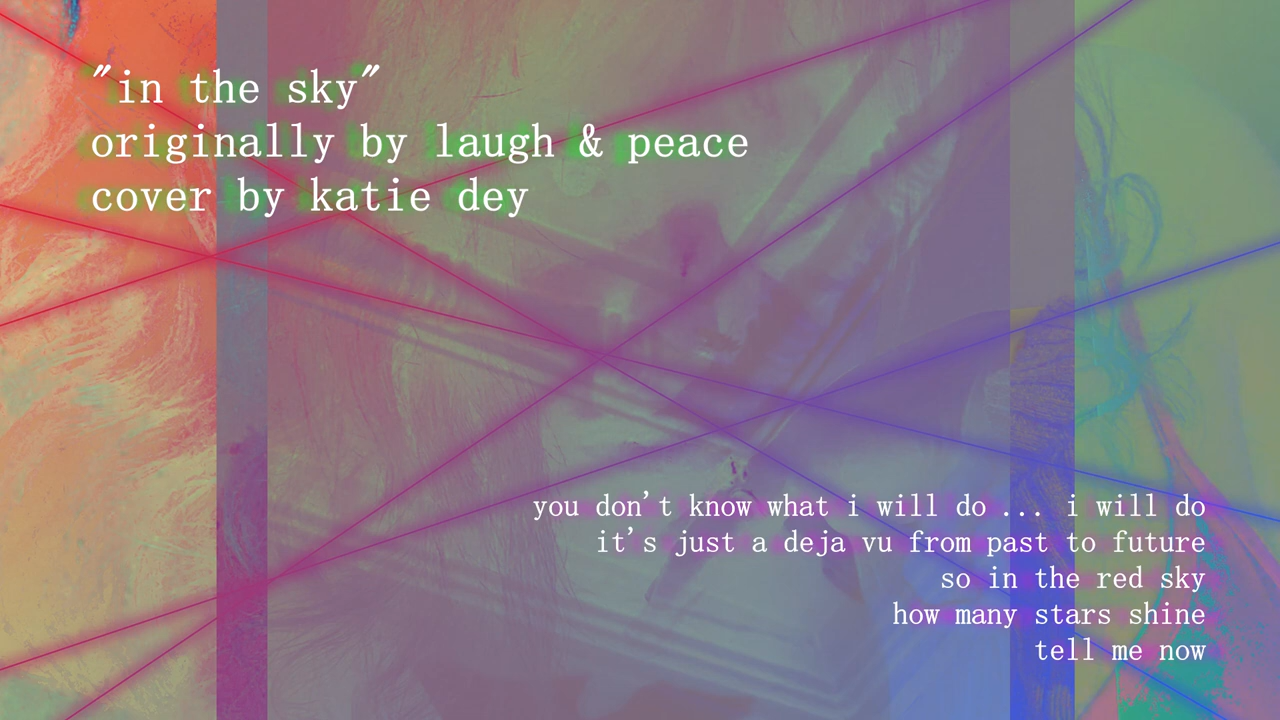 "in the sky"
originally by laugh & peace
cover by katie dey
you don't know what i will do ... i will do
it's just a deja vu from past to future
so in the red sky
how many stars shine
tell me now